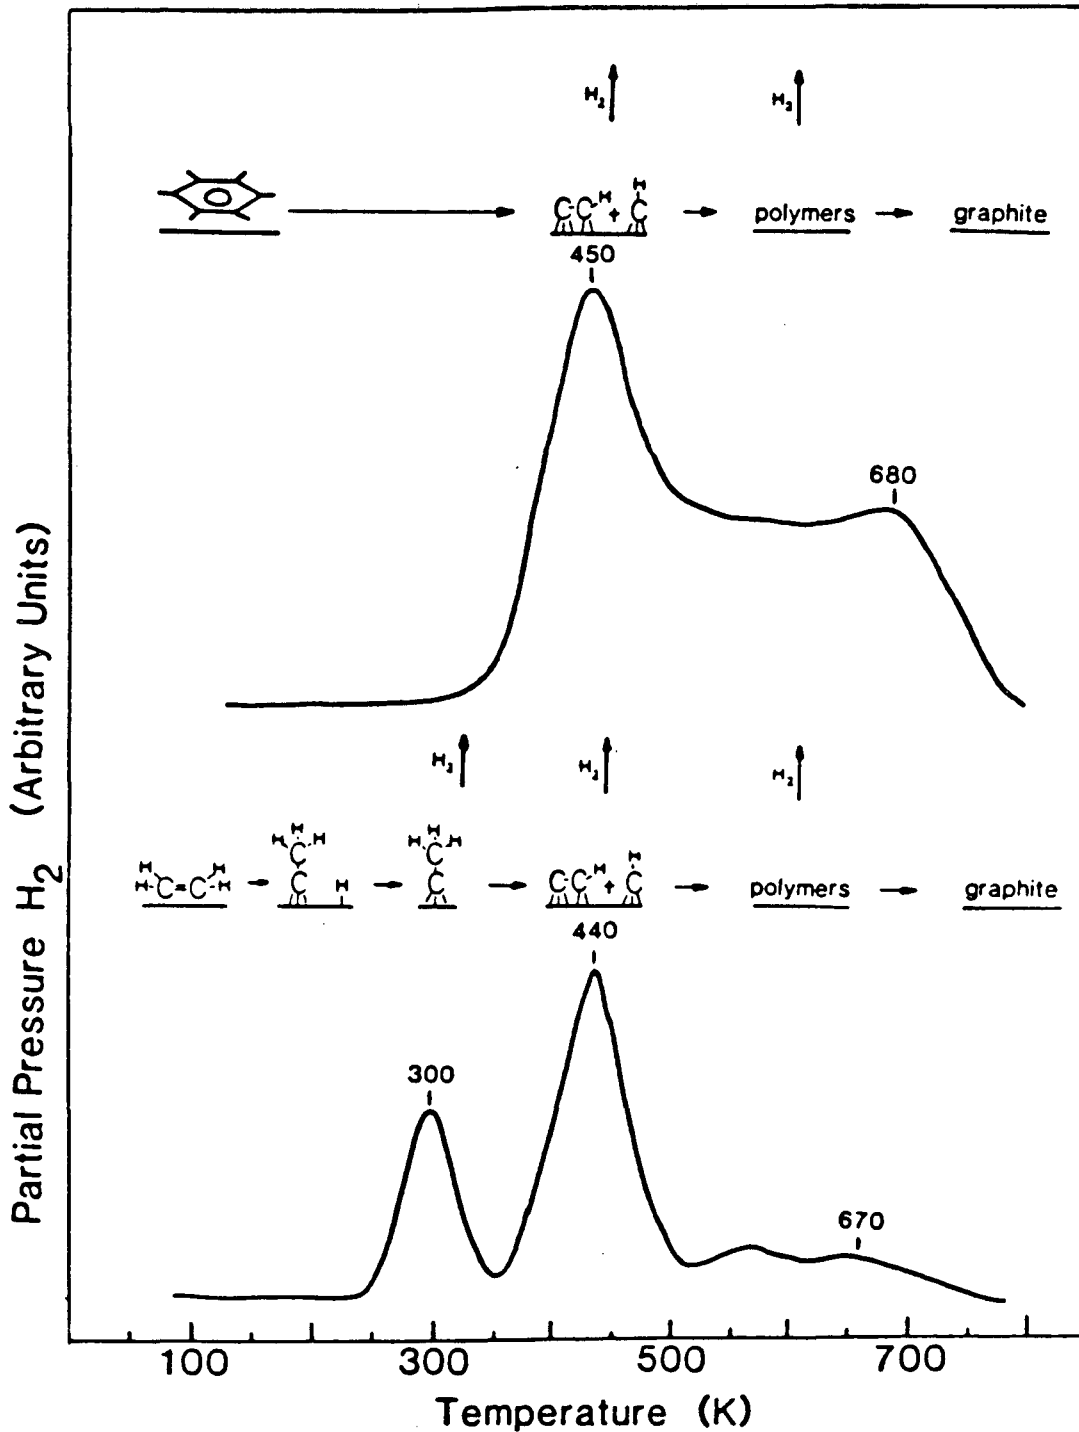 H₂ H₂
H
C-C H + C
polymers graphite
450
680
Partial Pressure H₂ (Arbitrary Units)
H₂ H₂ H₂
H H H H H
H H H H H H
H C=C H C H C C-C H + C polymers graphite
C C
440
300
670
100 300 500 700
Temperature (K)